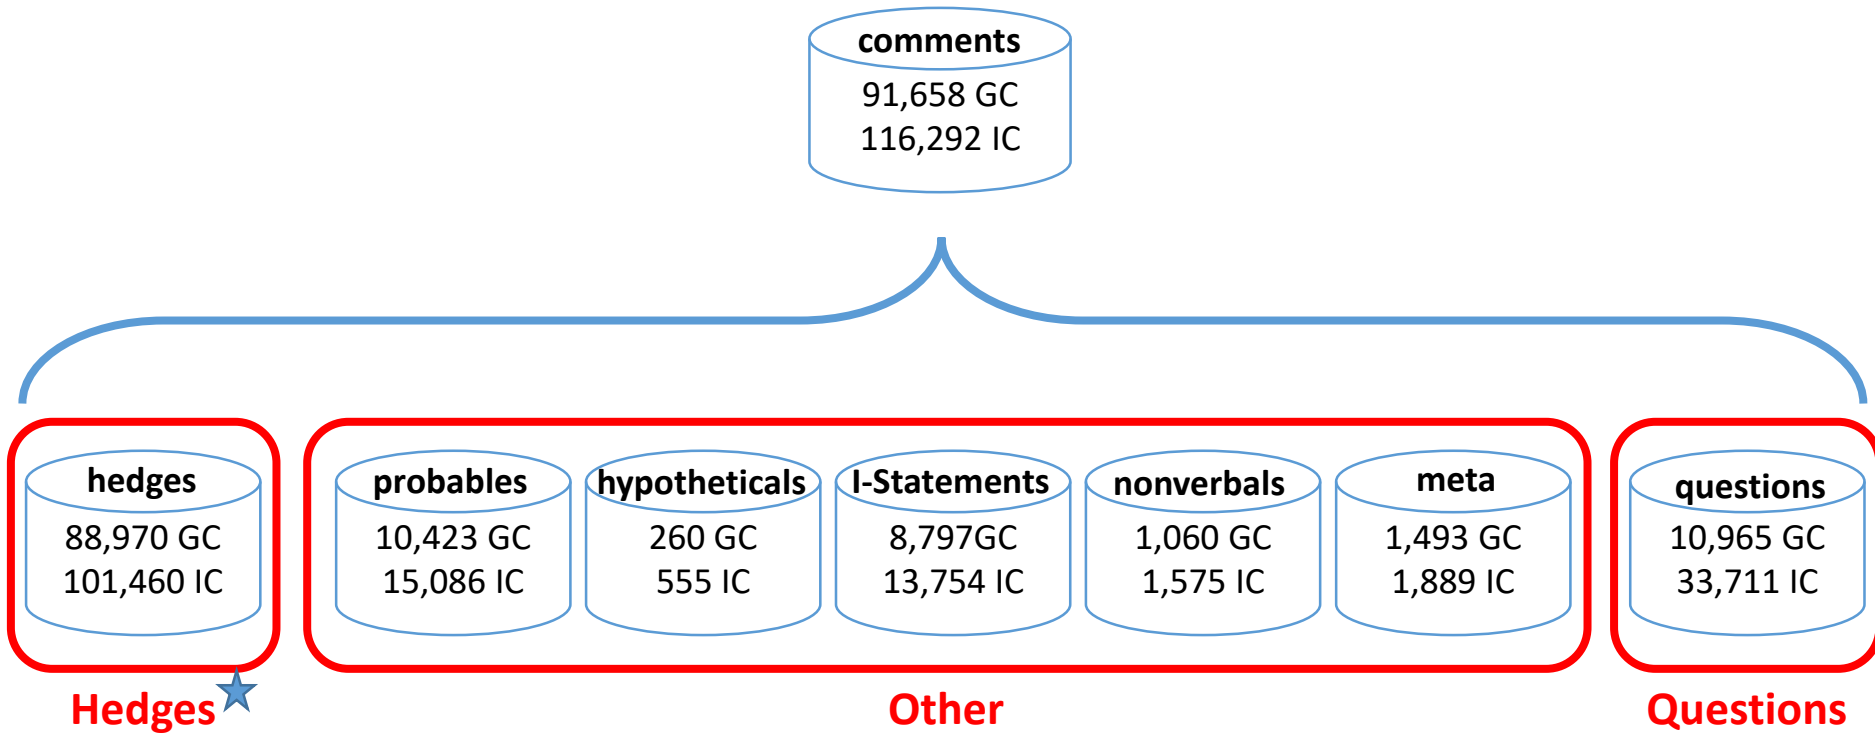 comments
91,658 GC
116,292 IC
hedges
88,970 GC
101,460 IC
probables
10,423 GC
15,086 IC
hypotheticals
260 GC
555 IC
I-Statements
8,797GC
13,754 IC
nonverbals
1,060 GC
1,575 IC
meta
1,493 GC
1,889 IC
questions
10,965 GC
33,711 IC
Hedges
Other
Questions